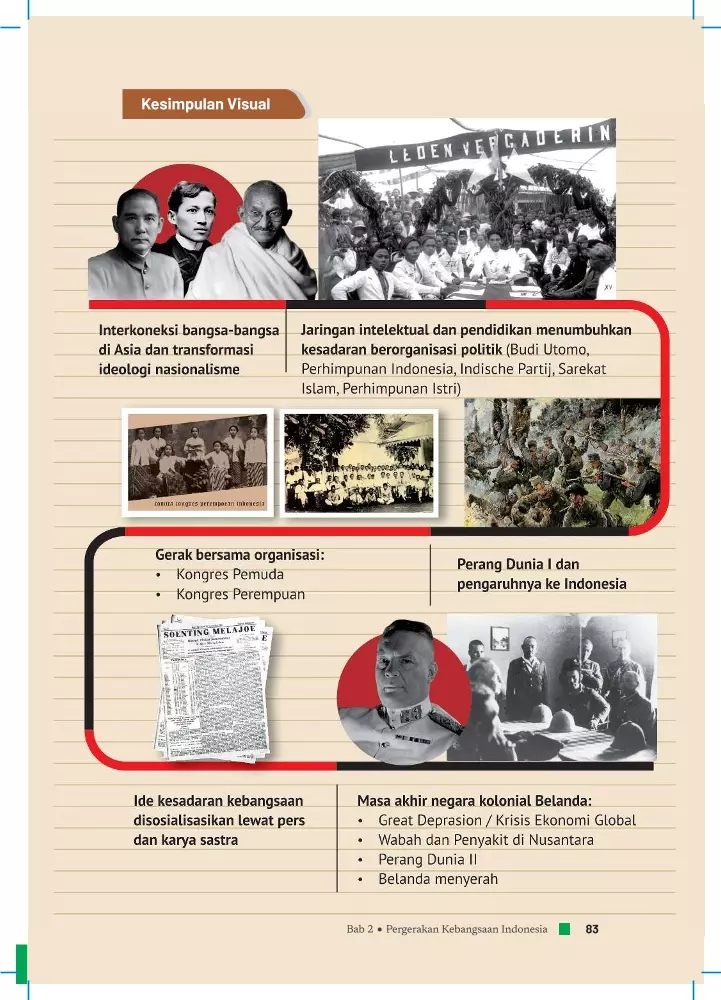 Kesimpulan Visual
LEDEN VERGADERIN
XV
Interkoneksi bangsa-bangsa
di Asia dan transformasi
ideologi nasionalisme
Jaringan intelektual dan pendidikan menumbuhkan
kesadaran berorganisasi politik (Budi Utomo,
Perhimpunan Indonesia, Indische Partij, Sarekat
Islam, Perhimpunan Istri)
comite congres perempoean indonesia
Gerak bersama organisasi:
• Kongres Pemuda
• Kongres Perempuan
Perang Dunia I dan
pengaruhnya ke Indonesia
SOENTING MELAJOE
Ide kesadaran kebangsaan
disosialisasikan lewat pers
dan karya sastra
Masa akhir negara kolonial Belanda:
• Great Deprasion / Krisis Ekonomi Global
• Wabah dan Penyakit di Nusantara
• Perang Dunia II
• Belanda menyerah
Bab 2 • Pergerakan Kebangsaan Indonesia 83